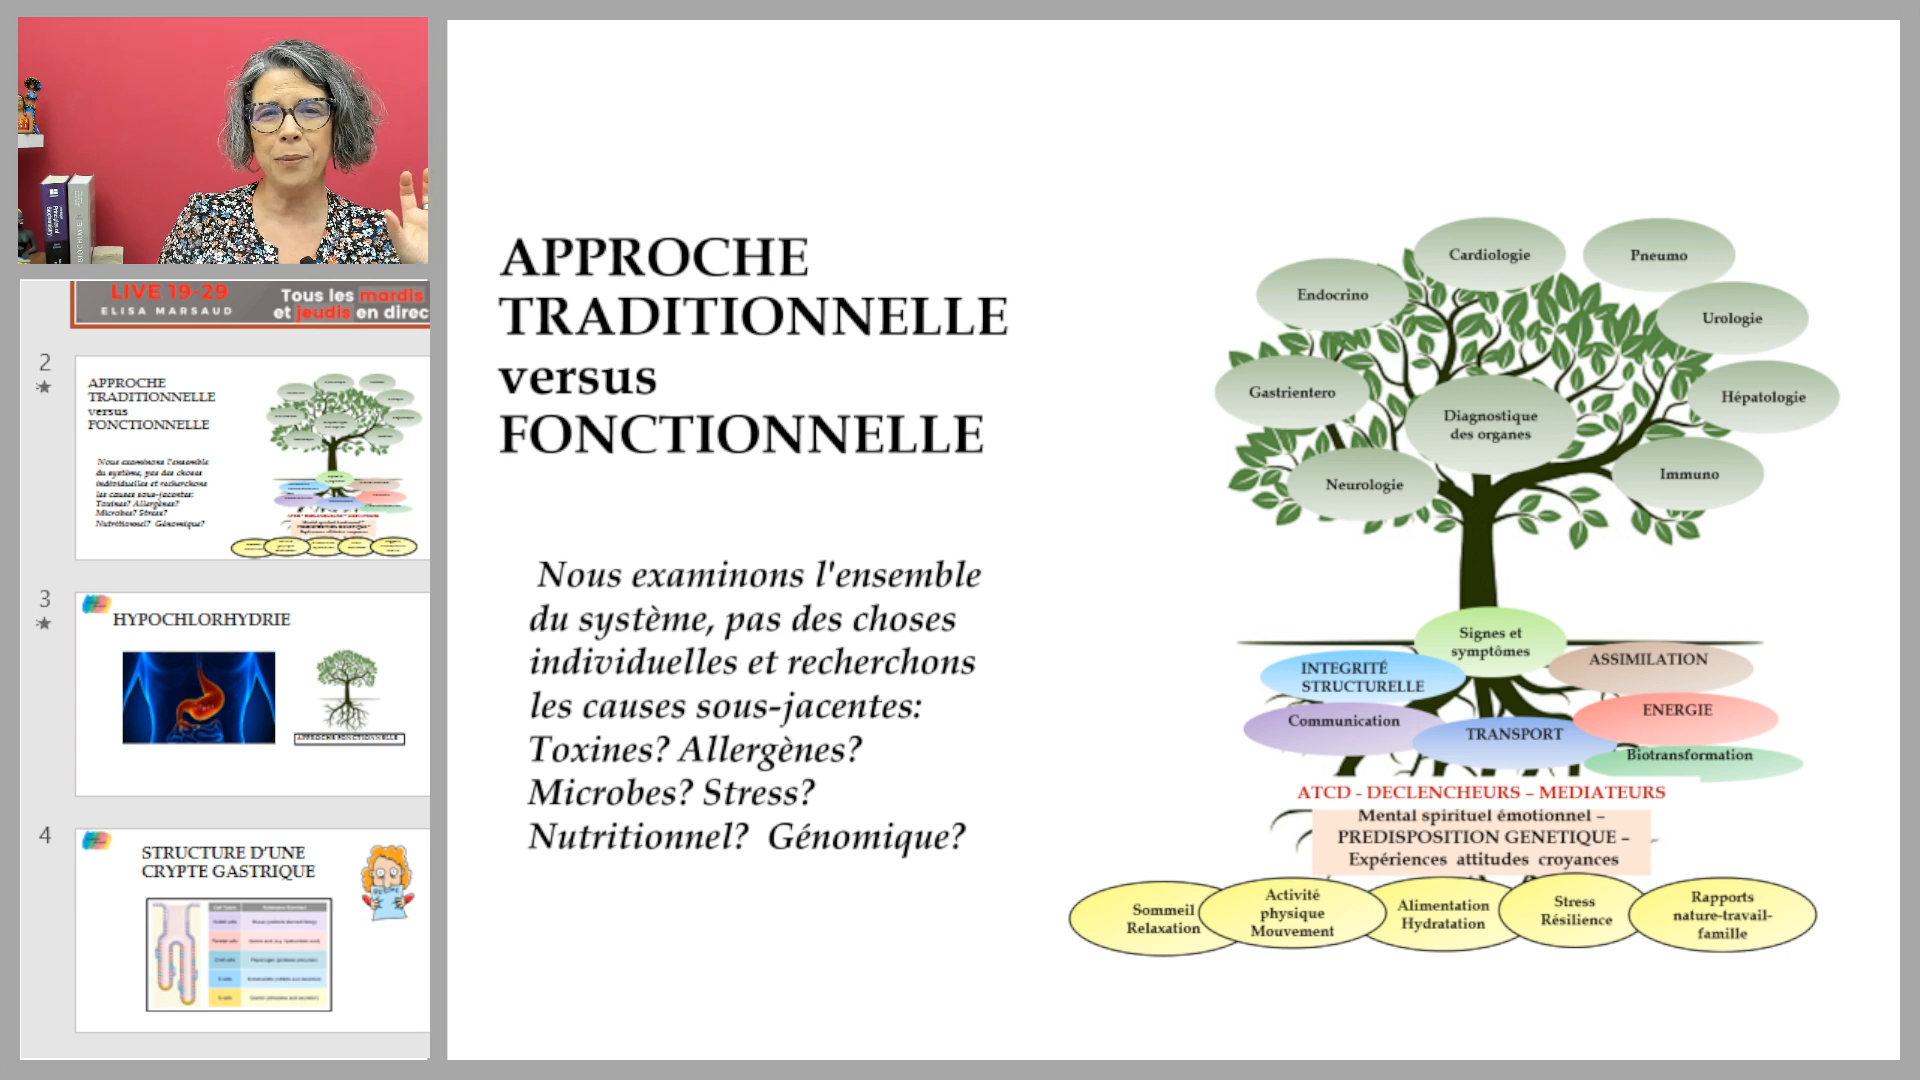 LIVE 19-29
ELISA MARSAUD
Tous les mardis
et jeudis en direc
2
APPROCHE
TRADITIONNELLE
versus
FONCTIONNELLE
Nous examinons l'ensemble
du système, pas des choses
individuelles et recherchons
les causes sous-jacentes:
Toxines? Allergènes?
Microbes? Stress?
Nutritionnel? Génomique?
3
HYPOCHLORHYDRIE
APPROCHE FONCTIONNELLE
4
STRUCTURE D'UNE
CRYPTE GASTRIQUE
APPROCHE
TRADITIONNELLE
versus
FONCTIONNELLE
Nous examinons l'ensemble
du système, pas des choses
individuelles et recherchons
les causes sous-jacentes:
Toxines? Allergènes?
Microbes? Stress?
Nutritionnel? Génomique?
Cardiologie
Pneumo
Endocrino
Urologie
Gastrientero
Hépatologie
Diagnostique
des organes
Neurologie
Immuno
Signes et
symptômes
INTEGRITÉ
STRUCTURELLE
ASSIMILATION
Communication
ENERGIE
TRANSPORT
Biotransformation
ATCD - DECLENCHEURS – MEDIATEURS
Mental spirituel émotionnel –
PREDISPOSITION GENETIQUE –
Expériences attitudes croyances
Sommeil
Relaxation
Activité
physique
Mouvement
Alimentation
Hydratation
Stress
Résilience
Rapports
nature-travail-
famille